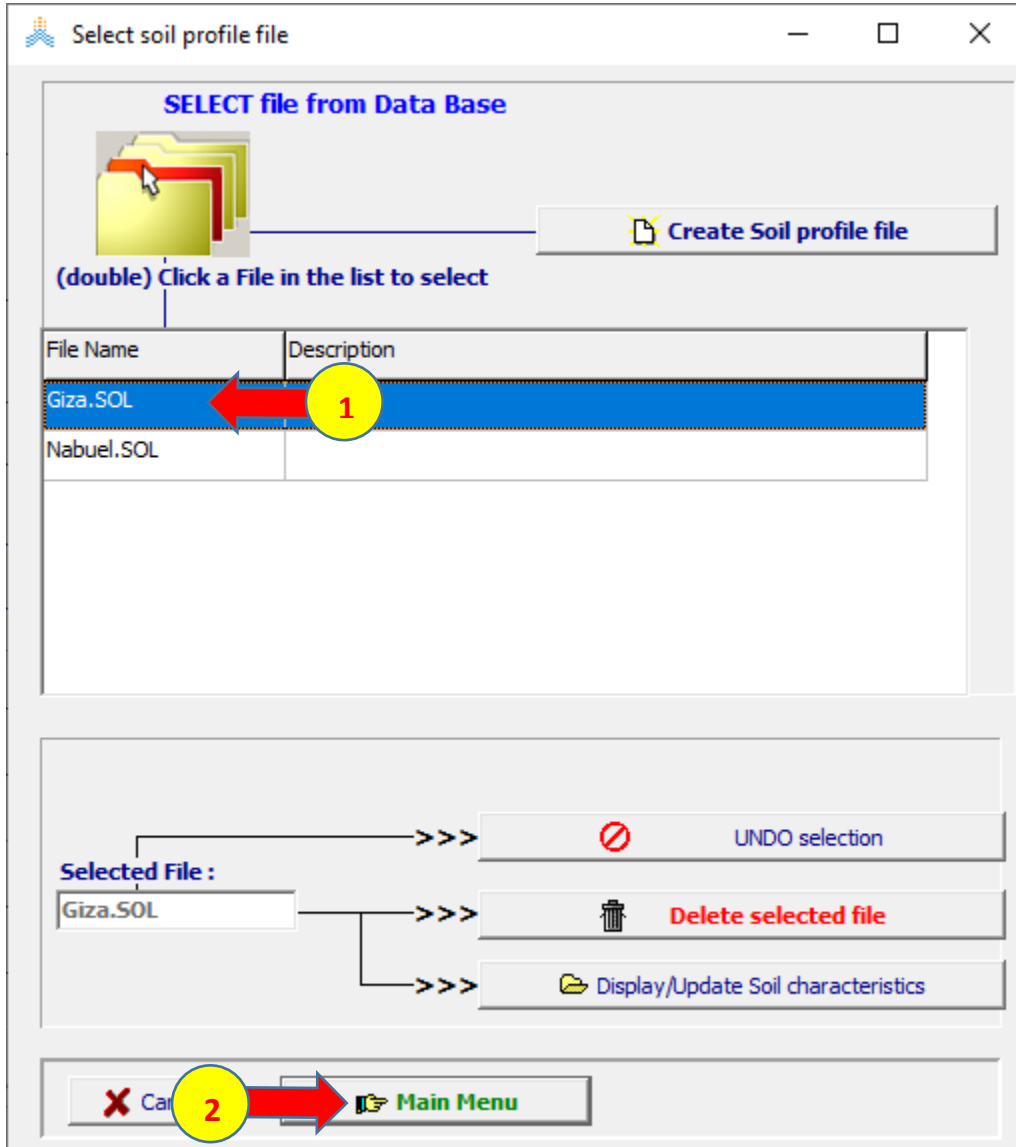 Select soil profile file
SELECT file from Data Base
Create Soil profile file
(double) Click a File in the list to select
File Name Description
Giza.SOL 1
Nabuel.SOL
>>> UNDO selection
Selected File :
Giza.SOL >>> Delete selected file
>>> Display/Update Soil characteristics
2 Main Menu